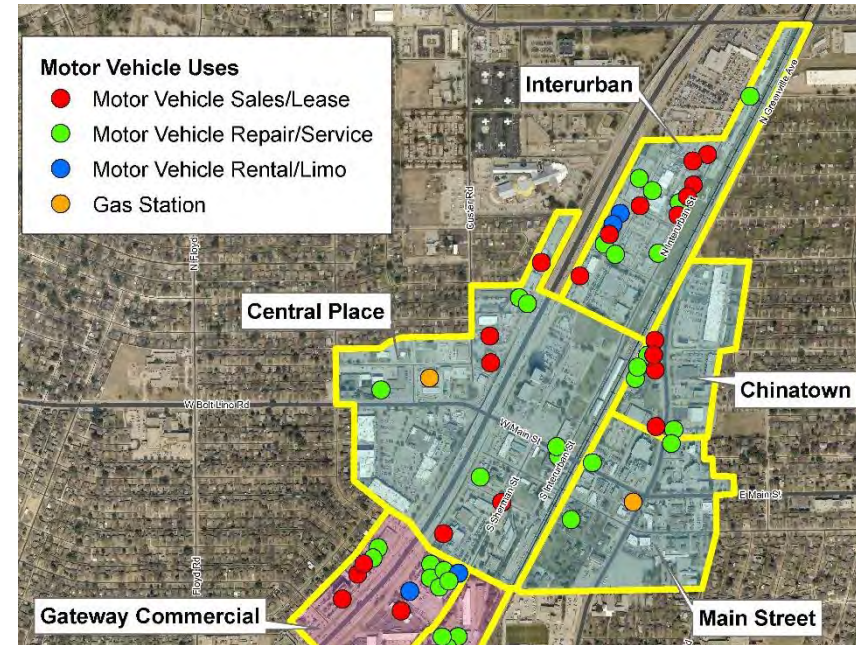 Motor Vehicle Uses
Motor Vehicle Sales/Lease
Motor Vehicle Repair/Service
Motor Vehicle Rental/Limo
Gas Station
Interurban
N Greenville Ave
Custer Rd
N Floyd
N Interurban St
Central Place
Chinatown
W Belt Line Rd
W Main St
S Interurban St
S Sherman St
E Main St
Floyd Rd
Gateway Commercial
Main Street